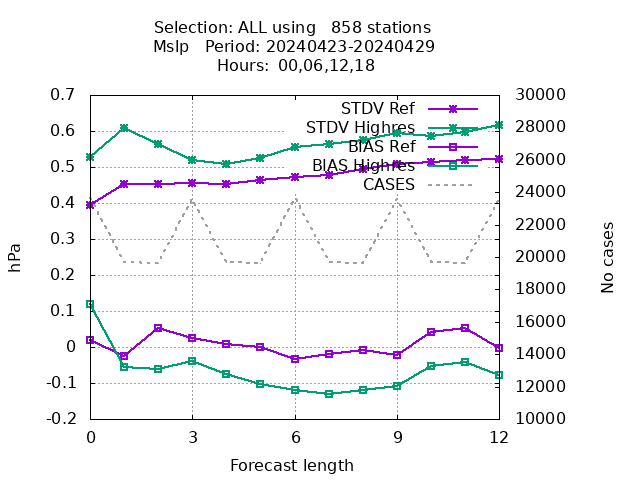 Selection: ALL using   858 stations
Mslp   Period: 20240423-20240429
Hours:  00,06,12,18
0.7
0.6
0.5
0.4
0.3
0.2
0.1
0
-0.1
-0.2
30000
28000
26000
24000
22000
20000
18000
16000
14000
12000
10000
STDV Ref
STDV Highres
BIAS Ref
BIAS Highres
CASES
hPa
No cases
0 3 6 9 12
Forecast length